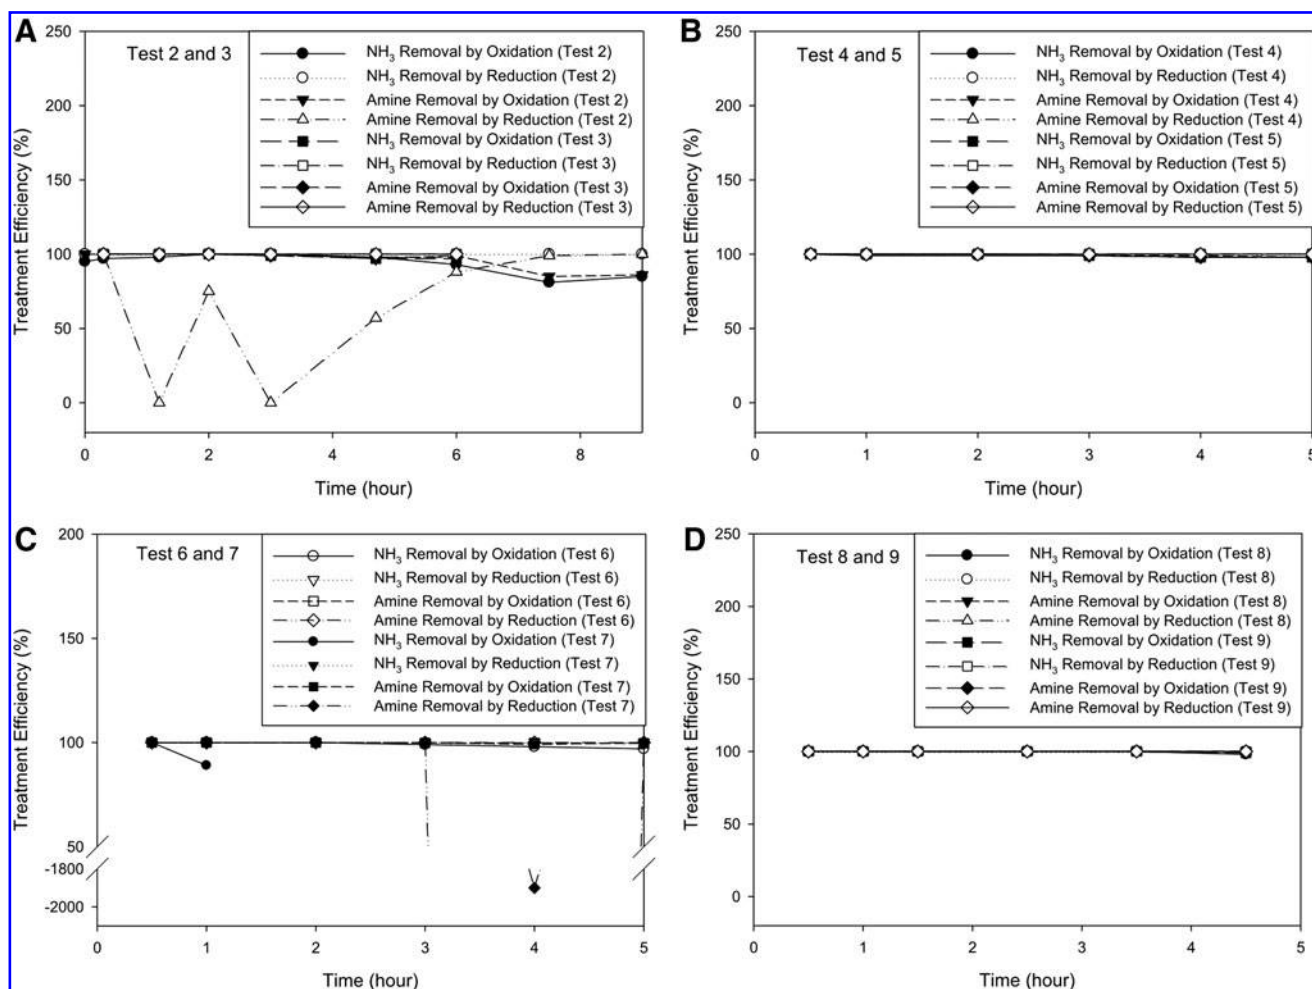 A
Test 2 and 3
NH3 Removal by Oxidation (Test 2)
NH3 Removal by Reduction (Test 2)
Amine Removal by Oxidation (Test 2)
Amine Removal by Reduction (Test 2)
NH3 Removal by Oxidation (Test 3)
NH3 Removal by Reduction (Test 3)
Amine Removal by Oxidation (Test 3)
Amine Removal by Reduction (Test 3)
Treatment Efficiency (%)
250
200
150
100
50
0
0 2 4 6 8
Time (hour)
B
Test 4 and 5
NH3 Removal by Oxidation (Test 4)
NH3 Removal by Reduction (Test 4)
Amine Removal by Oxidation (Test 4)
Amine Removal by Reduction (Test 4)
NH3 Removal by Oxidation (Test 5)
NH3 Removal by Reduction (Test 5)
Amine Removal by Oxidation (Test 5)
Amine Removal by Reduction (Test 5)
Treatment Efficiency (%)
250
200
150
100
50
0
0 1 2 3 4 5
Time (hour)
C
Test 6 and 7
NH3 Removal by Oxidation (Test 6)
NH3 Removal by Reduction (Test 6)
Amine Removal by Oxidation (Test 6)
Amine Removal by Reduction (Test 6)
NH3 Removal by Oxidation (Test 7)
NH3 Removal by Reduction (Test 7)
Amine Removal by Oxidation (Test 7)
Amine Removal by Reduction (Test 7)
Treatment Efficiency (%)
200
150
100
50
-1800
-2000
0 1 2 3 4 5
Time (hour)
D
Test 8 and 9
NH3 Removal by Oxidation (Test 8)
NH3 Removal by Reduction (Test 8)
Amine Removal by Oxidation (Test 8)
Amine Removal by Reduction (Test 8)
NH3 Removal by Oxidation (Test 9)
NH3 Removal by Reduction (Test 9)
Amine Removal by Oxidation (Test 9)
Amine Removal by Reduction (Test 9)
Treatment Efficiency (%)
250
200
150
100
50
0
0 1 2 3 4 5
Time (hour)